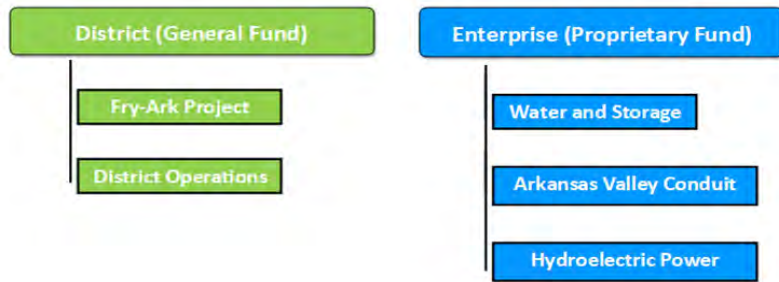 District (General Fund)
Fry-Ark Project
District Operations
Enterprise (Proprietary Fund)
Water and Storage
Arkansas Valley Conduit
Hydroelectric Power